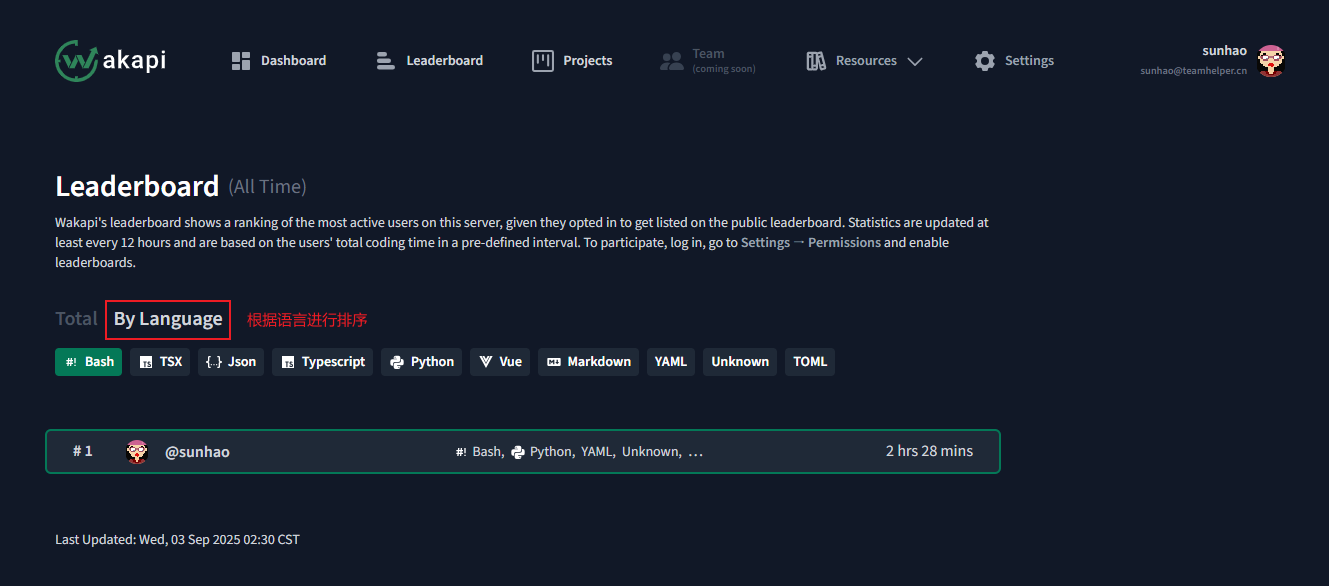 Wakapi
Dashboard
Leaderboard
Projects
Team
(coming soon)
Resources
Settings
sunhao
sunhao@teamhelper.cn
Leaderboard (All Time)
Wakapi's leaderboard shows a ranking of the most active users on this server, given they opted in to get listed on the public leaderboard. Statistics are updated at
least every 12 hours and are based on the users' total coding time in a pre-defined interval. To participate, log in, go to Settings → Permissions and enable
leaderboards.
Total By Language 根据语言进行排序
#! Bash TS TSX {..} Json TS Typescript Python Vue M Markdown YAML Unknown TOML
# 1 @sunhao #! Bash, Python, YAML, Unknown, ... 2 hrs 28 mins
Last Updated: Wed, 03 Sep 2025 02:30 CST